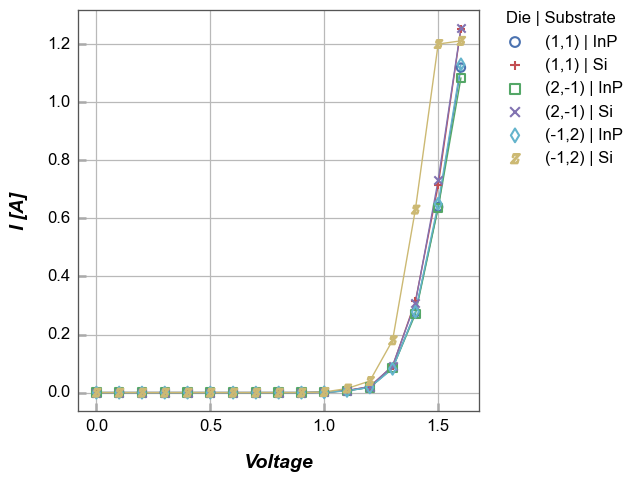 Die | Substrate
(1,1) | InP
(1,1) | Si
(2,-1) | InP
(2,-1) | Si
(-1,2) | InP
(-1,2) | Si
I [A]
1.2
1.0
0.8
0.6
0.4
0.2
0.0
0.0 0.5 1.0 1.5
Voltage